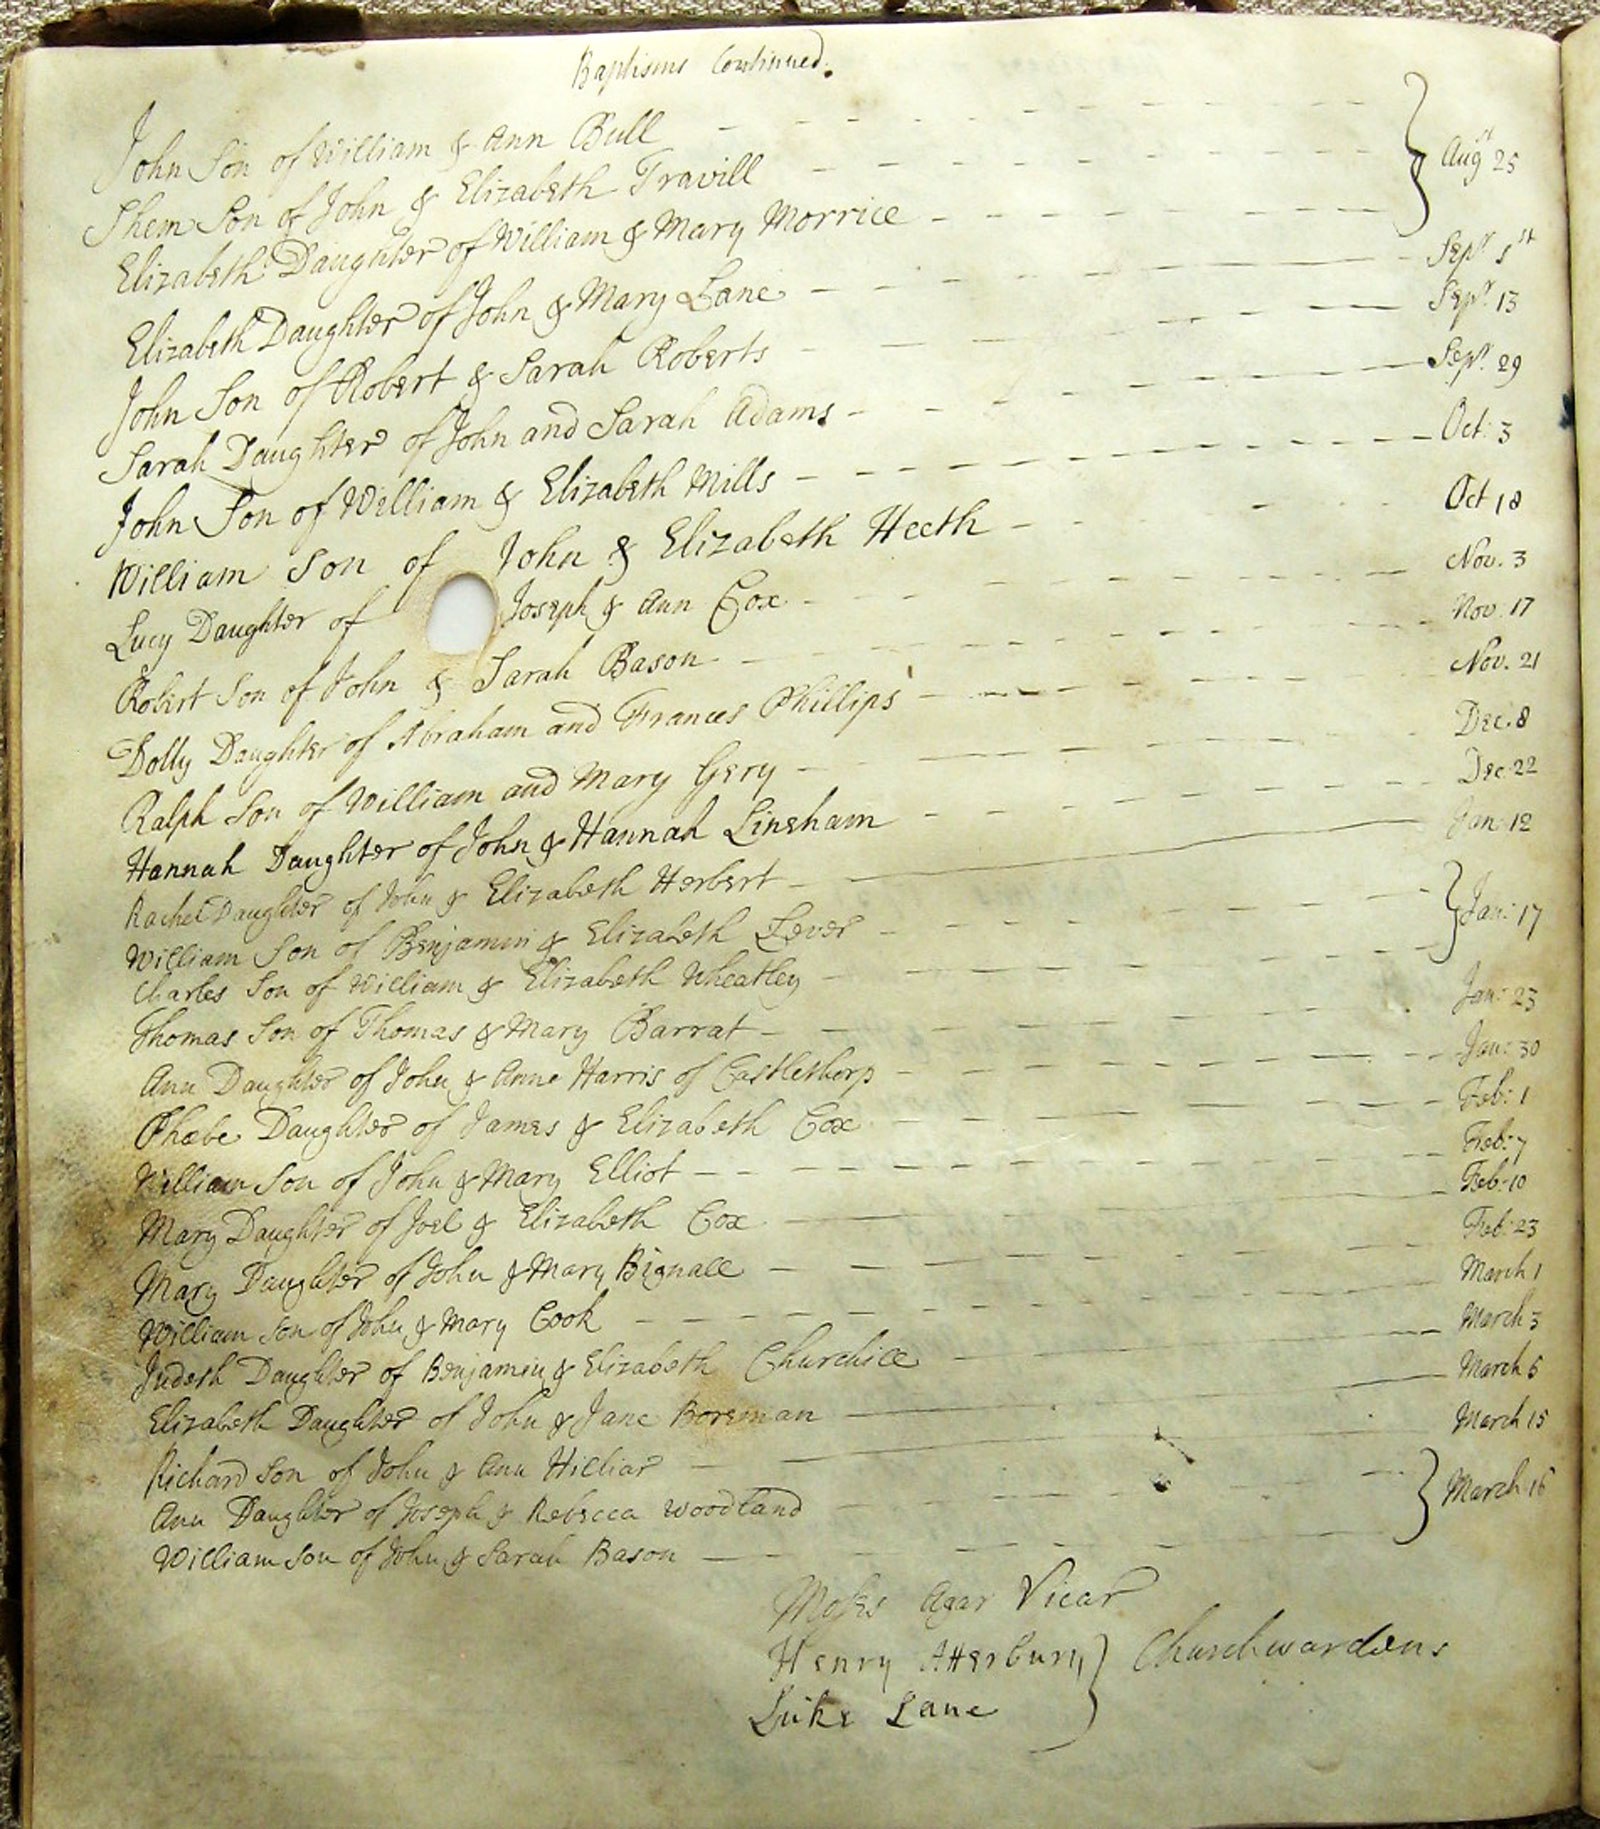 Baptisms Continued.
John Son of William & Ann Bull
Shem Son of John & Elizabeth Travill Augst 25
Elizabeth Daughter of William & Mary Morrice
Elizabeth Daughter of John & Mary Lane Sepr 1st
John Son of Robert & Sarah Roberts Sepr 13
Sarah Daughter of John and Sarah Adams Sepr 29
John Son of William & Elizabeth Mills Oct: 3
William Son of John & Elizabeth Heeth Oct 18
Lucy Daughter of Joseph & Ann Cox Nov. 3
Robert Son of John & Sarah Bason Nov. 17
Dolly Daughter of Abraham and Frances Phillips Nov. 21
Ralph Son of William and Mary Gery Dec. 8
Hannah Daughter of John & Hannah Lineham Dec 22
Rachel Daughter of John & Elizabeth Herbert Jan: 12
William Son of Benjamin & Elizabeth Lever Jan: 17
Charles Son of William & Elizabeth Wheatley
Thomas Son of Thomas & Mary Barrat Jan: 23
Ann Daughter of John & Anne Harris of Castlethorp Jan: 30
Phœbe Daughter of James & Elizabeth Cox Feb: 1
William Son of John & Mary Elliot Feb: 7
Mary Daughter of Joel & Elizabeth Cox Feb: 10
Mary Daughter of John & Mary Bignall Feb: 23
William Son of John & Mary Cook March 1
Judeth Daughter of Benjamin & Elizabeth Churchill March 3
Elizabeth Daughter of John & Jane Boreman March 5
Richard Son of John & Ann Hilliar March 15
Ann Daughter of Joseph & Rebecca Woodland March 16
William Son of John & Sarah Bason
Moses Agar Vicar
Henry Atterbury Churchwardens
Luke Lane